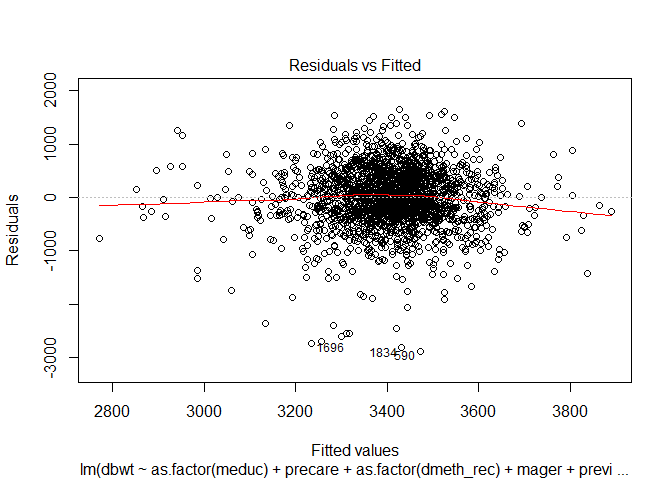 Residuals vs Fitted
2000
1000
0
-1000
-3000
Residuals
1696
1834
590
2800 3000 3200 3400 3600 3800
Fitted values
lm(dbwt ~ as.factor(meduc) + precare + as.factor(dmeth_rec) + mager + previ ...